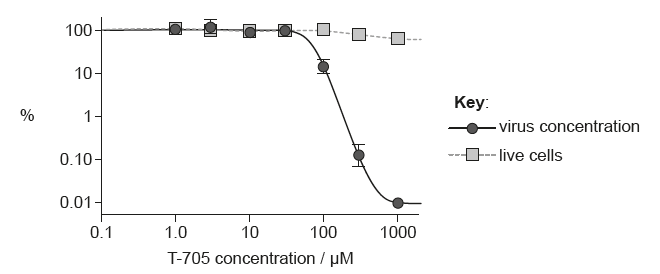 100
10
1
0.10
0.01
%
0.1 1.0 10 100 1000
T-705 concentration / μM
Key:
virus concentration
live cells